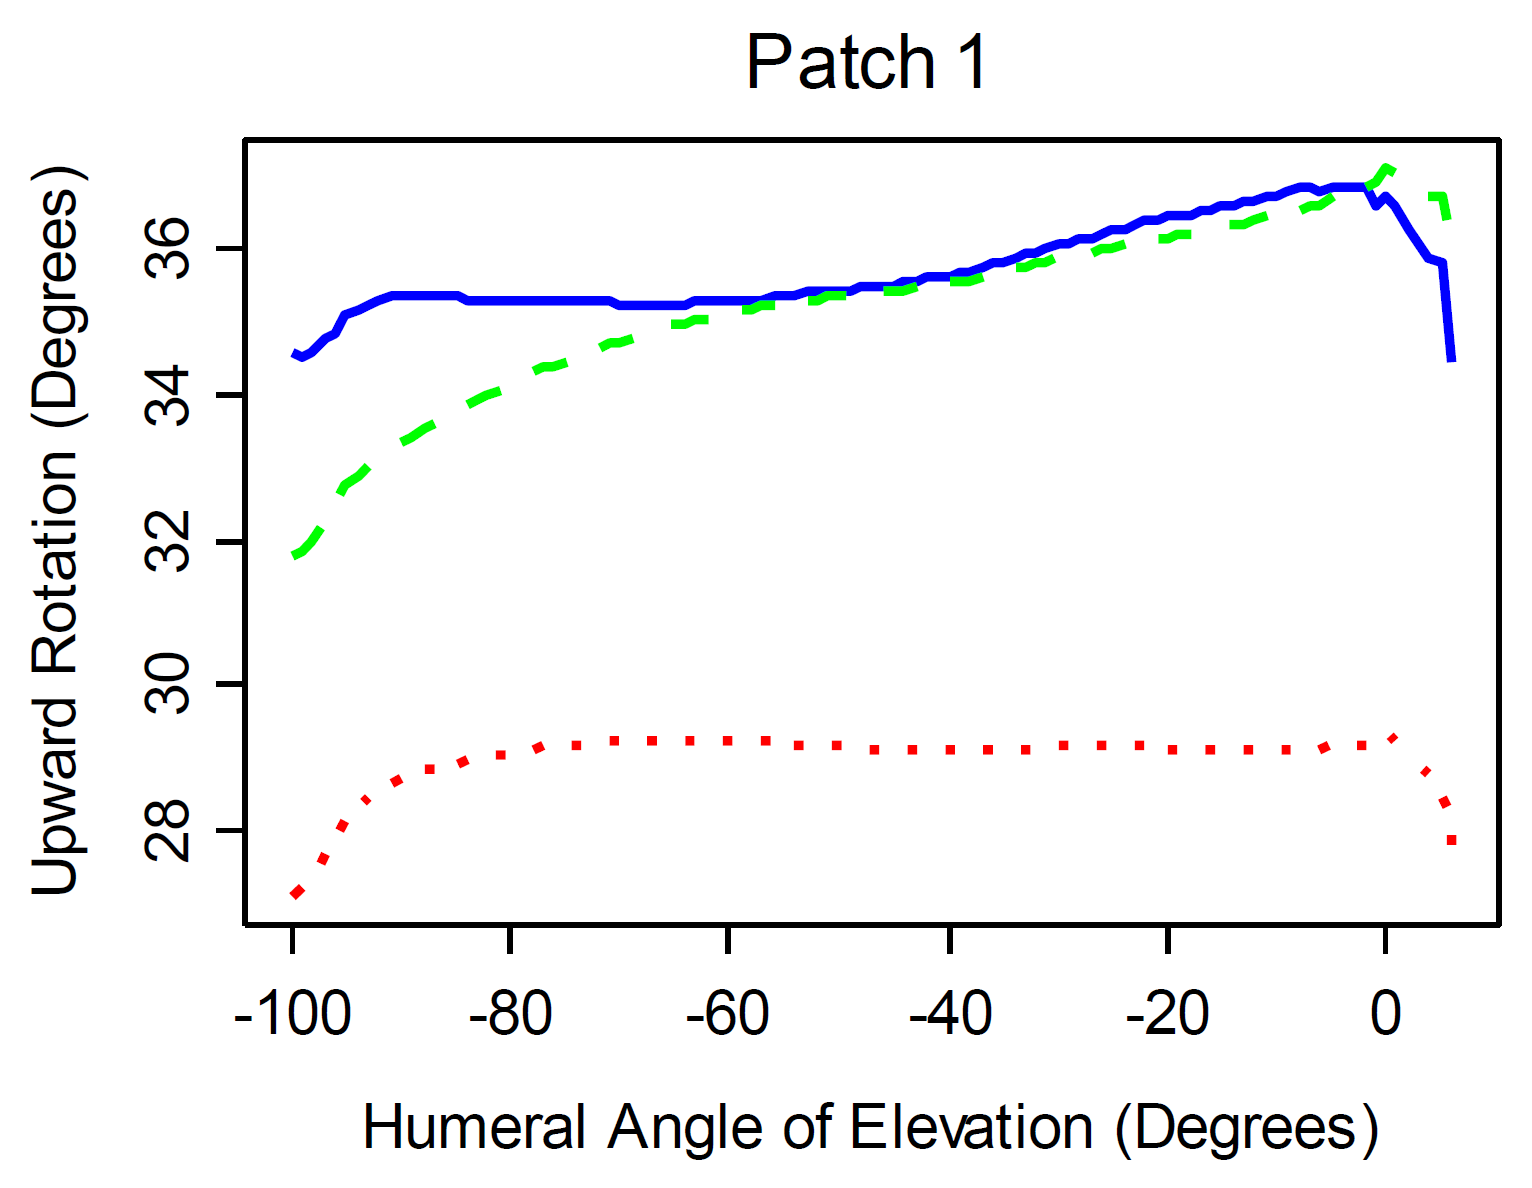 Patch 1
Upward Rotation (Degrees)
36
34
32
30
28
-100 -80 -60 -40 -20 0
Humeral Angle of Elevation (Degrees)